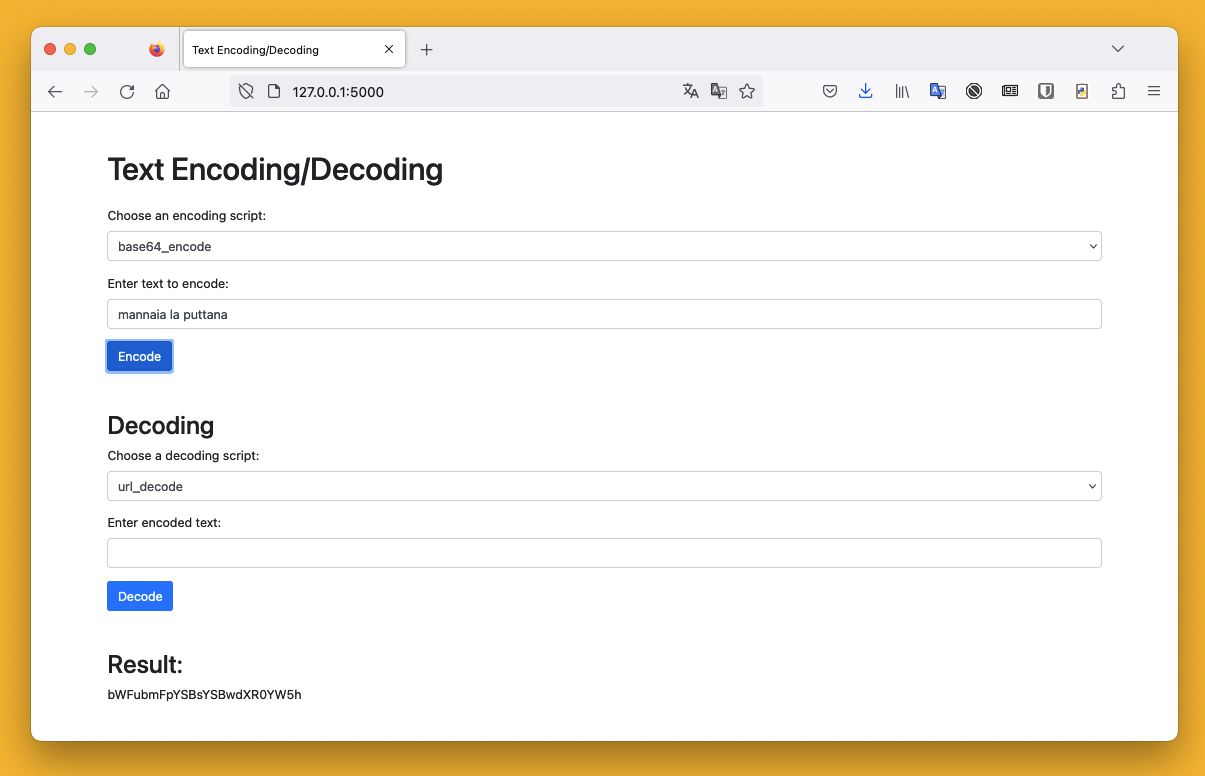 Text Encoding/Decoding
127.0.0.1:5000
Text Encoding/Decoding
Choose an encoding script:
base64_encode
Enter text to encode:
mannaia la puttana
Encode
Decoding
Choose a decoding script:
url_decode
Enter encoded text:
Decode
Result:
bWFubmFpYSBsYSBwdXR0YW5h